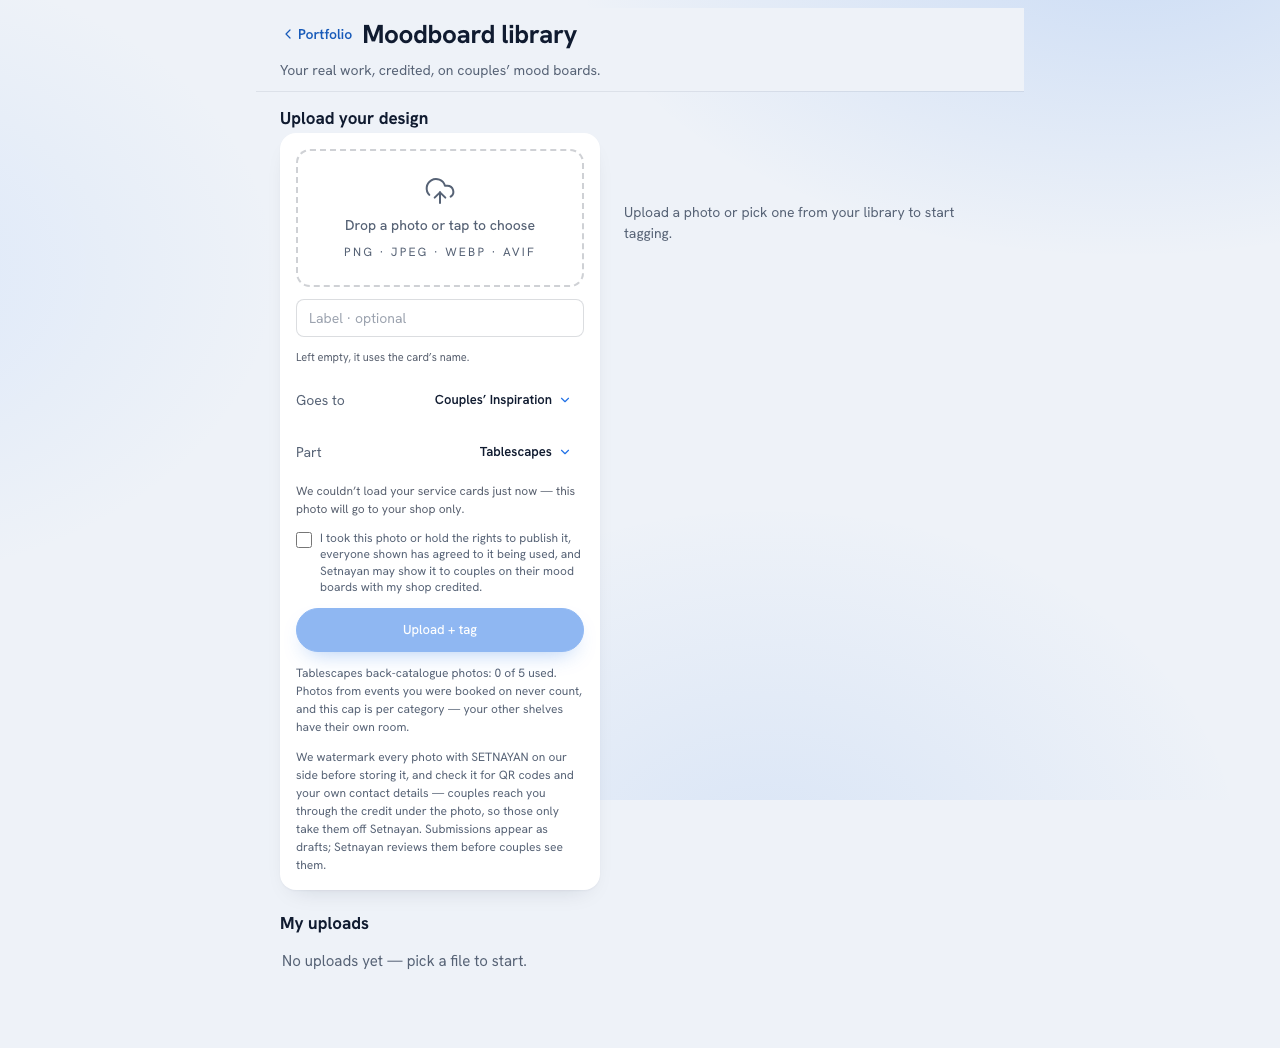 Portfolio
Moodboard library
Your real work, credited, on couples’ mood boards.
Upload your design
Drop a photo or tap to choose
PNG · JPEG · WEBP · AVIF
Label · optional
Left empty, it uses the card’s name.
Goes to
Couples’ Inspiration
Part
Tablescapes
We couldn’t load your service cards just now — this
photo will go to your shop only.
I took this photo or hold the rights to publish it,
everyone shown has agreed to it being used, and
Setnayan may show it to couples on their mood
boards with my shop credited.
Upload + tag
Tablescapes back-catalogue photos: 0 of 5 used.
Photos from events you were booked on never count,
and this cap is per category — your other shelves
have their own room.
We watermark every photo with SETNAYAN on our
side before storing it, and check it for QR codes and
your own contact details — couples reach you
through the credit under the photo, so those only
take them off Setnayan. Submissions appear as
drafts; Setnayan reviews them before couples see
them.
Upload a photo or pick one from your library to start
tagging.
My uploads
No uploads yet — pick a file to start.